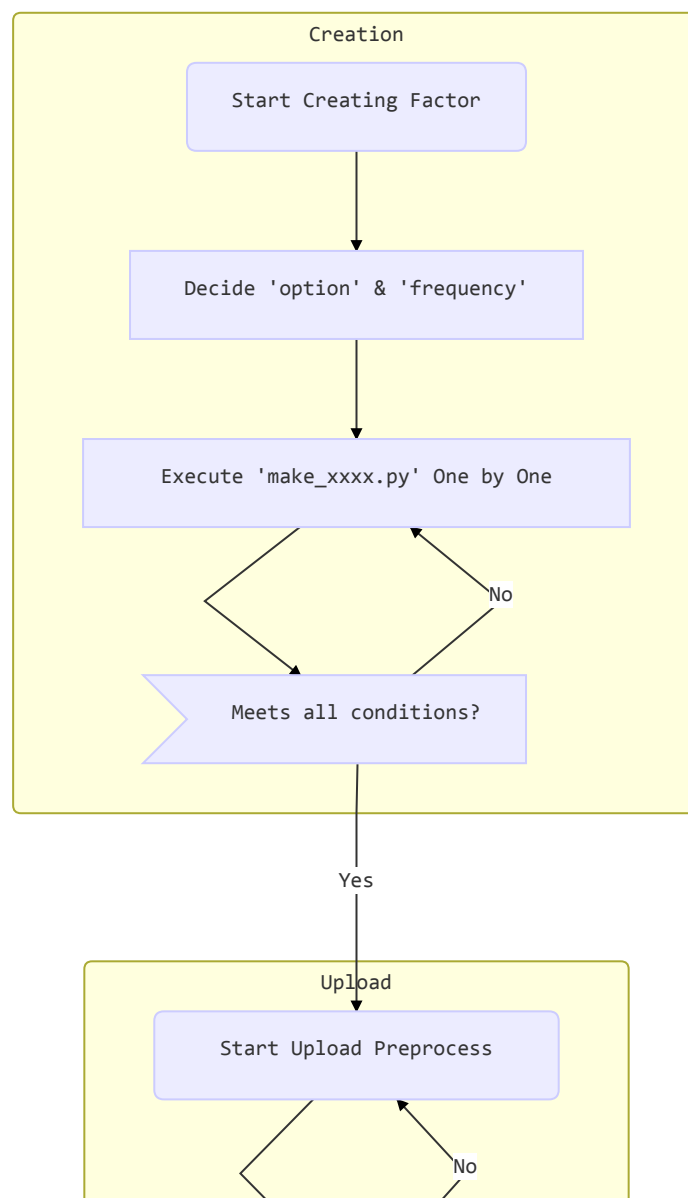 Creation
Start Creating Factor
Decide 'option' & 'frequency'
Execute 'make_xxxx.py' One by One
No
Meets all conditions?
Yes
Upload
Start Upload Preprocess
No